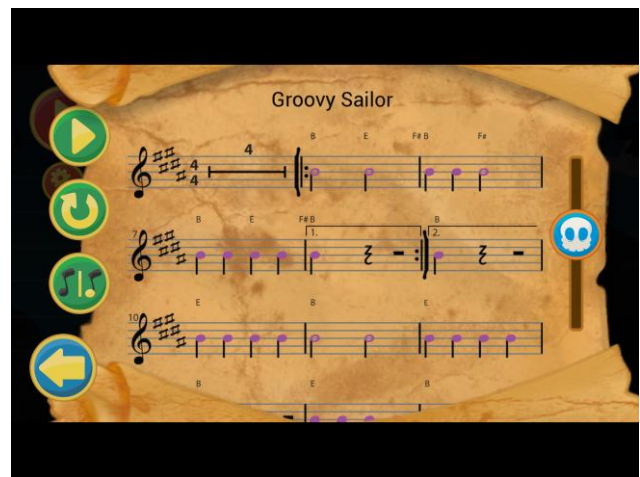 Groovy Sailor
4
B E F# B F#
4
4
B E F# B B
7 1. 2.
E B E
10
B E B